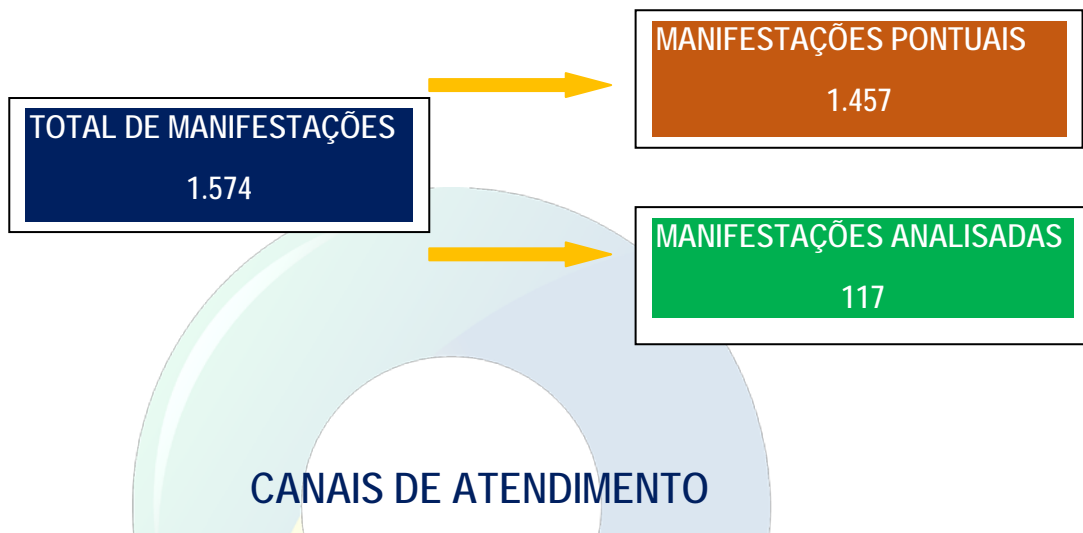 TOTAL DE MANIFESTAÇÕES
1.574
MANIFESTAÇÕES PONTUAIS
1.457
MANIFESTAÇÕES ANALISADAS
117
CANAIS DE ATENDIMENTO